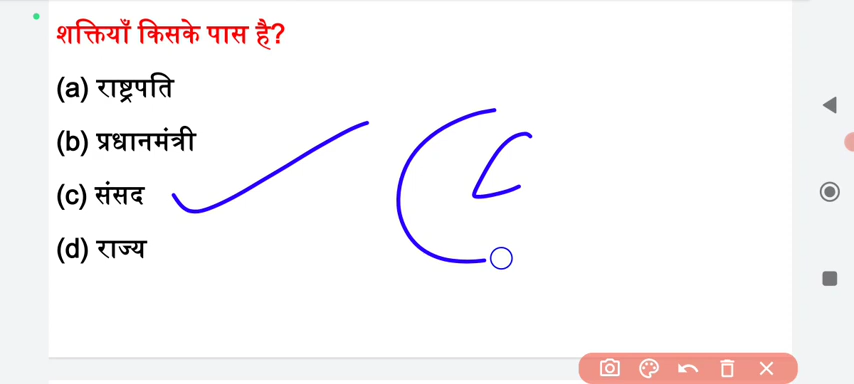 शक्तियाँ किसके पास है?
(a) राष्ट्रपति
(b) प्रधानमंत्री
(c) संसद
(d) राज्य